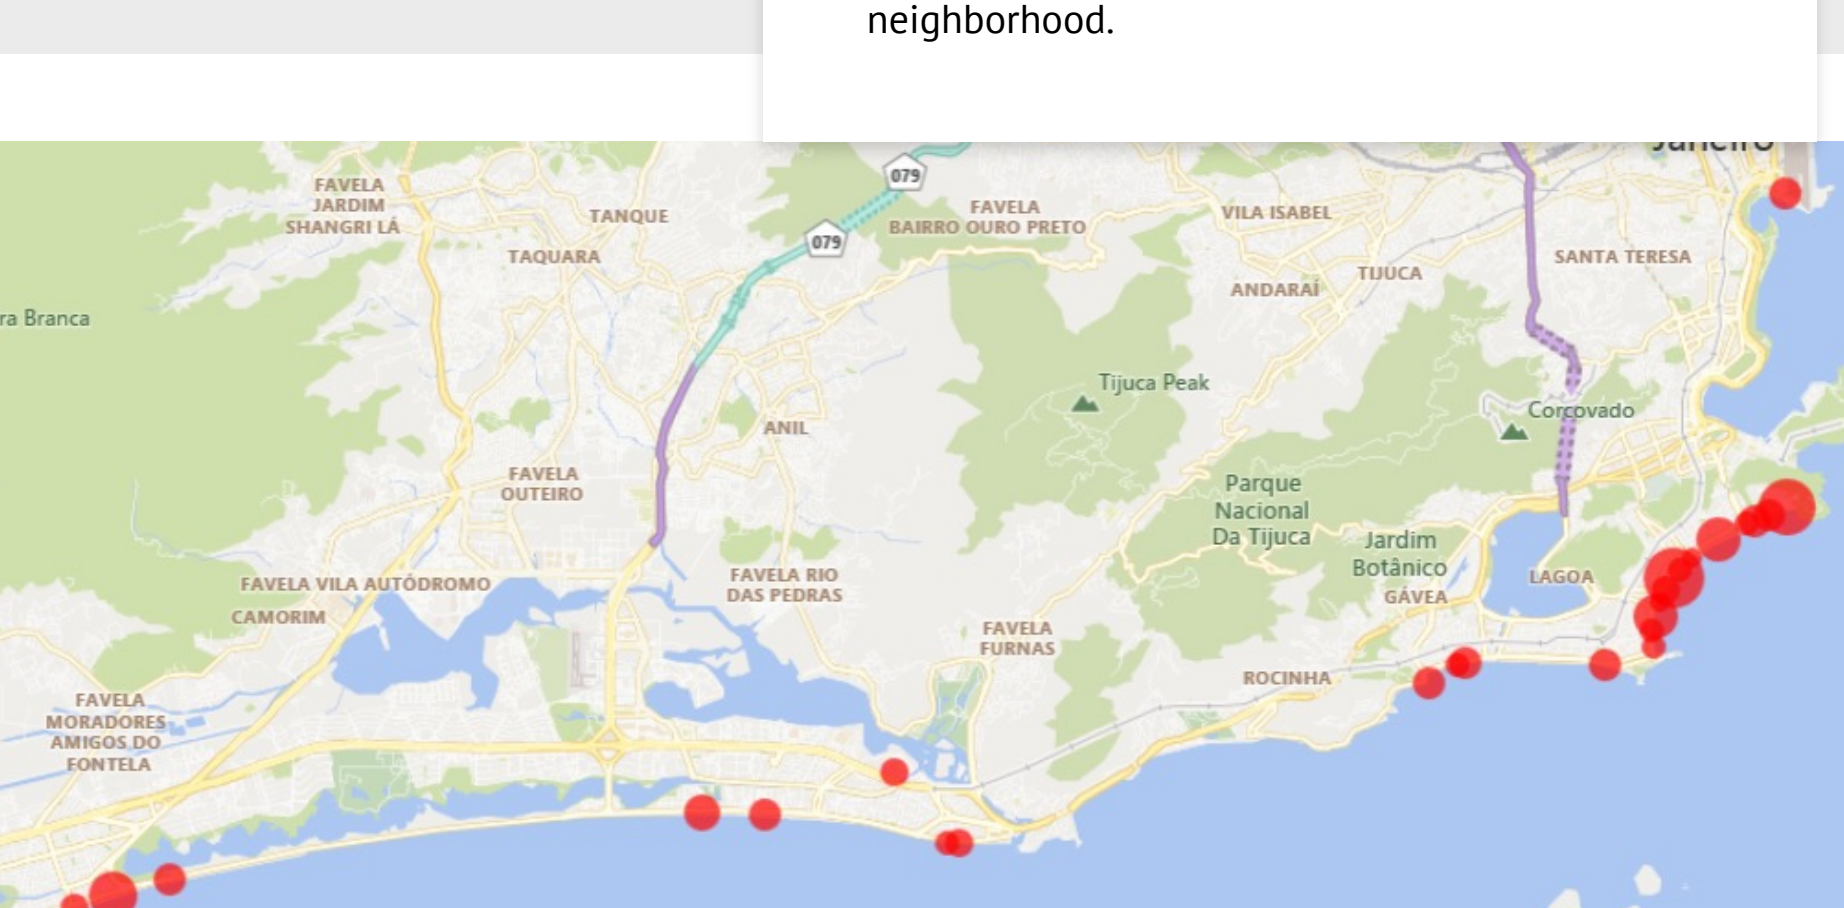 neighborhood.
Janeiro
079
FAVELA
JARDIM
SHANGRI LÁ
TANQUE
FAVELA
BAIRRO OURO PRETO
VILA ISABEL
079
TAQUARA
SANTA TERESA
TIJUCA
ANDARAÍ
ra Branca
Tijuca Peak
Corcovado
ANIL
FAVELA
OUTEIRO
Parque
Nacional
Da Tijuca
Jardim
Botânico
FAVELA VILA AUTÓDROMO
FAVELA RIO
DAS PEDRAS
LAGOA
GÁVEA
CAMORIM
FAVELA
FURNAS
ROCINHA
FAVELA
MORADORES
AMIGOS DO
FONTELA